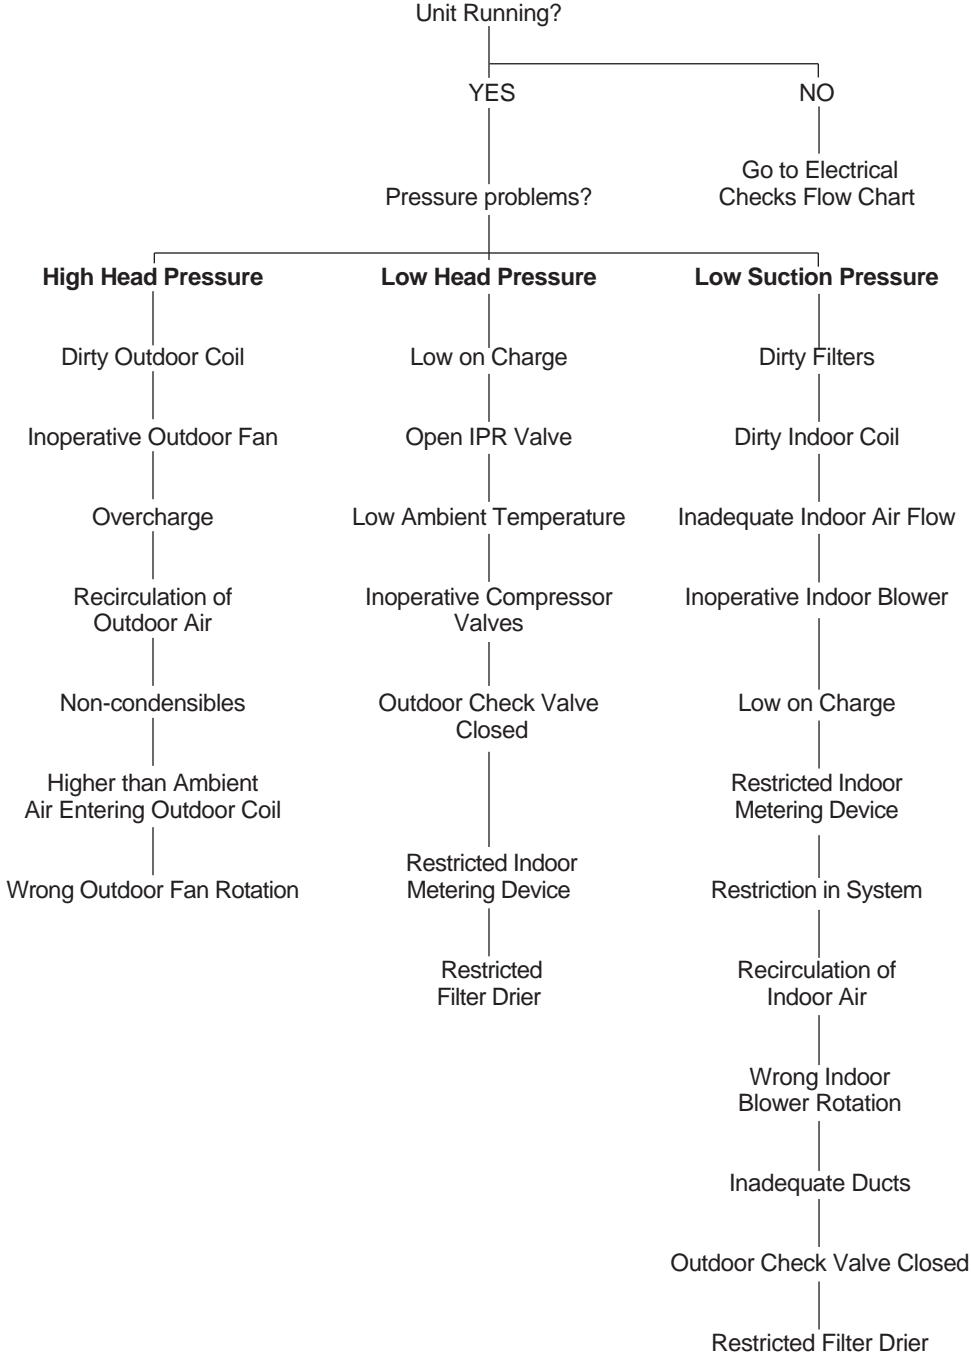 Unit Running?
YES
NO
Go to Electrical
Checks Flow Chart
Pressure problems?
High Head Pressure
Dirty Outdoor Coil
Inoperative Outdoor Fan
Overcharge
Recirculation of
Outdoor Air
Non-condensibles
Higher than Ambient
Air Entering Outdoor Coil
Wrong Outdoor Fan Rotation
Low Head Pressure
Low on Charge
Open IPR Valve
Low Ambient Temperature
Inoperative Compressor
Valves
Outdoor Check Valve
Closed
Restricted Indoor
Metering Device
Restricted
Filter Drier
Low Suction Pressure
Dirty Filters
Dirty Indoor Coil
Inadequate Indoor Air Flow
Inoperative Indoor Blower
Low on Charge
Restricted Indoor
Metering Device
Restriction in System
Recirculation of
Indoor Air
Wrong Indoor
Blower Rotation
Inadequate Ducts
Outdoor Check Valve Closed
Restricted Filter Drier